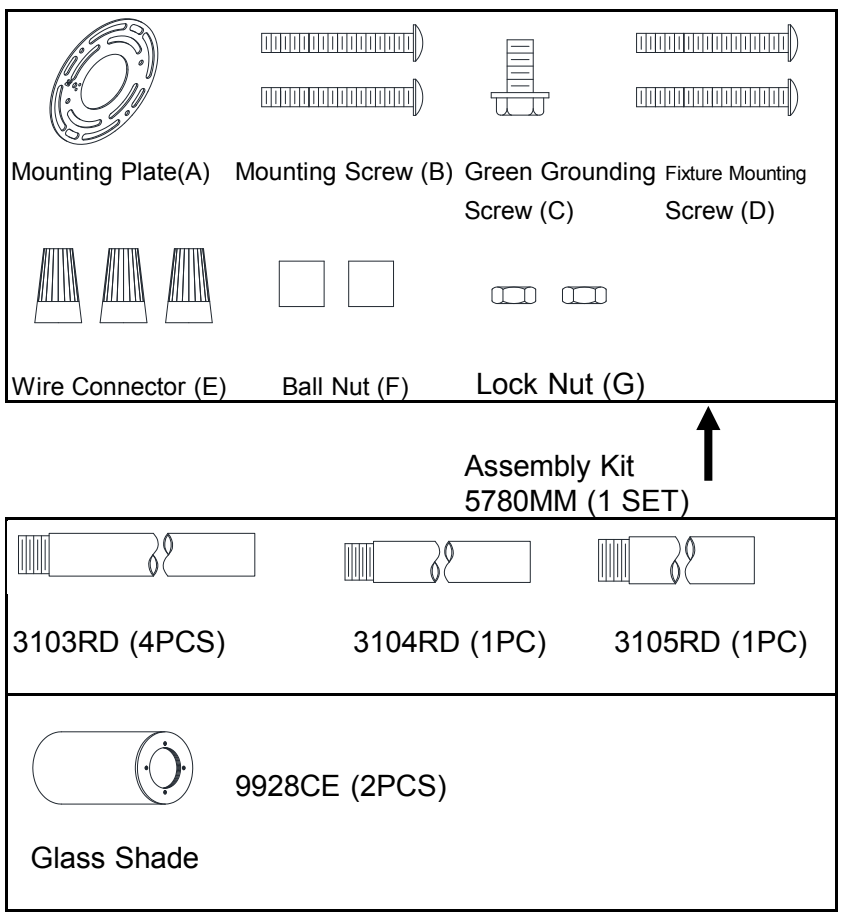 Mounting Plate(A)
Mounting Screw (B)
Green Grounding
Screw (C)
Fixture Mounting
Screw (D)
Wire Connector (E)
Ball Nut (F)
Lock Nut (G)
Assembly Kit
5780MM (1 SET)
3103RD (4PCS)
3104RD (1PC)
3105RD (1PC)
9928CE (2PCS)
Glass Shade